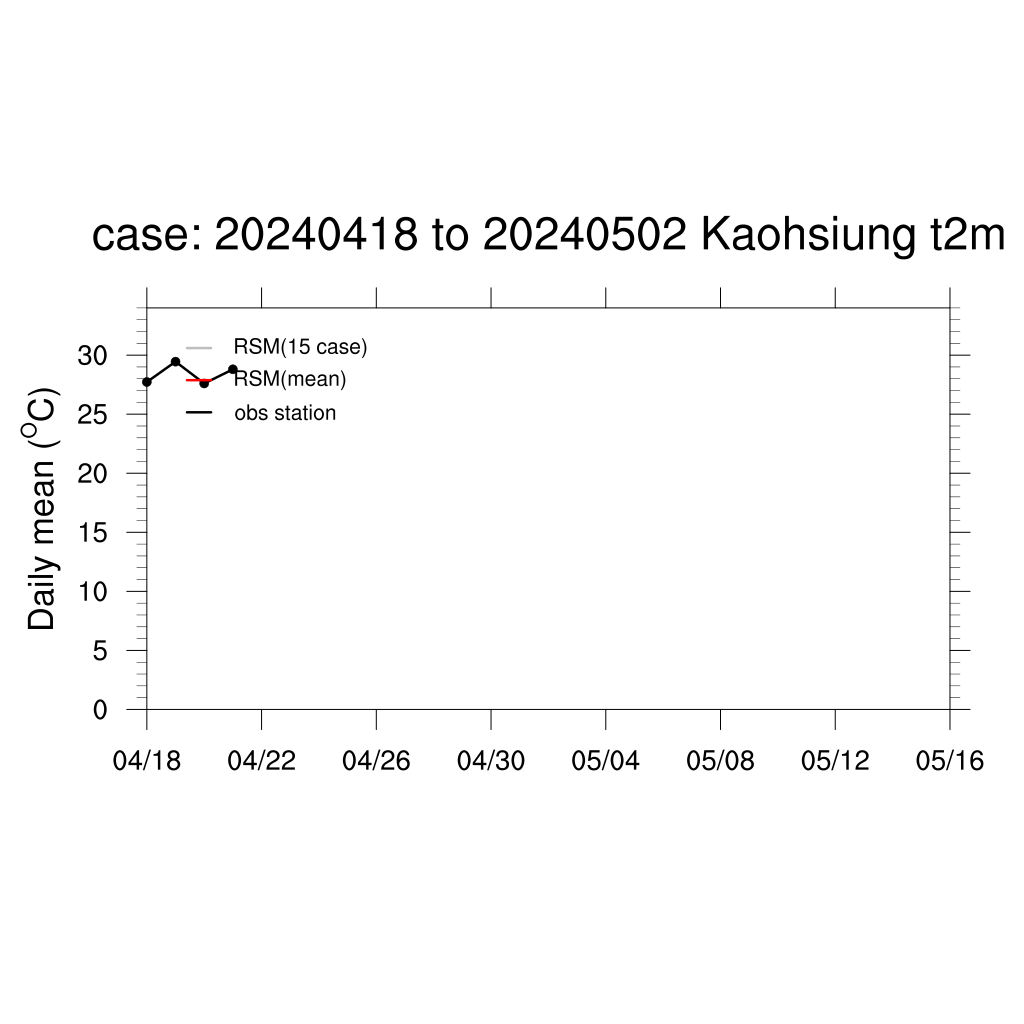 case: 20240418 to 20240502 Kaohsiung t2m
Daily mean (°C)
30
25
20
15
10
5
0
RSM(15 case)
RSM(mean)
obs station
04/18 04/22 04/26 04/30 05/04 05/08 05/12 05/16